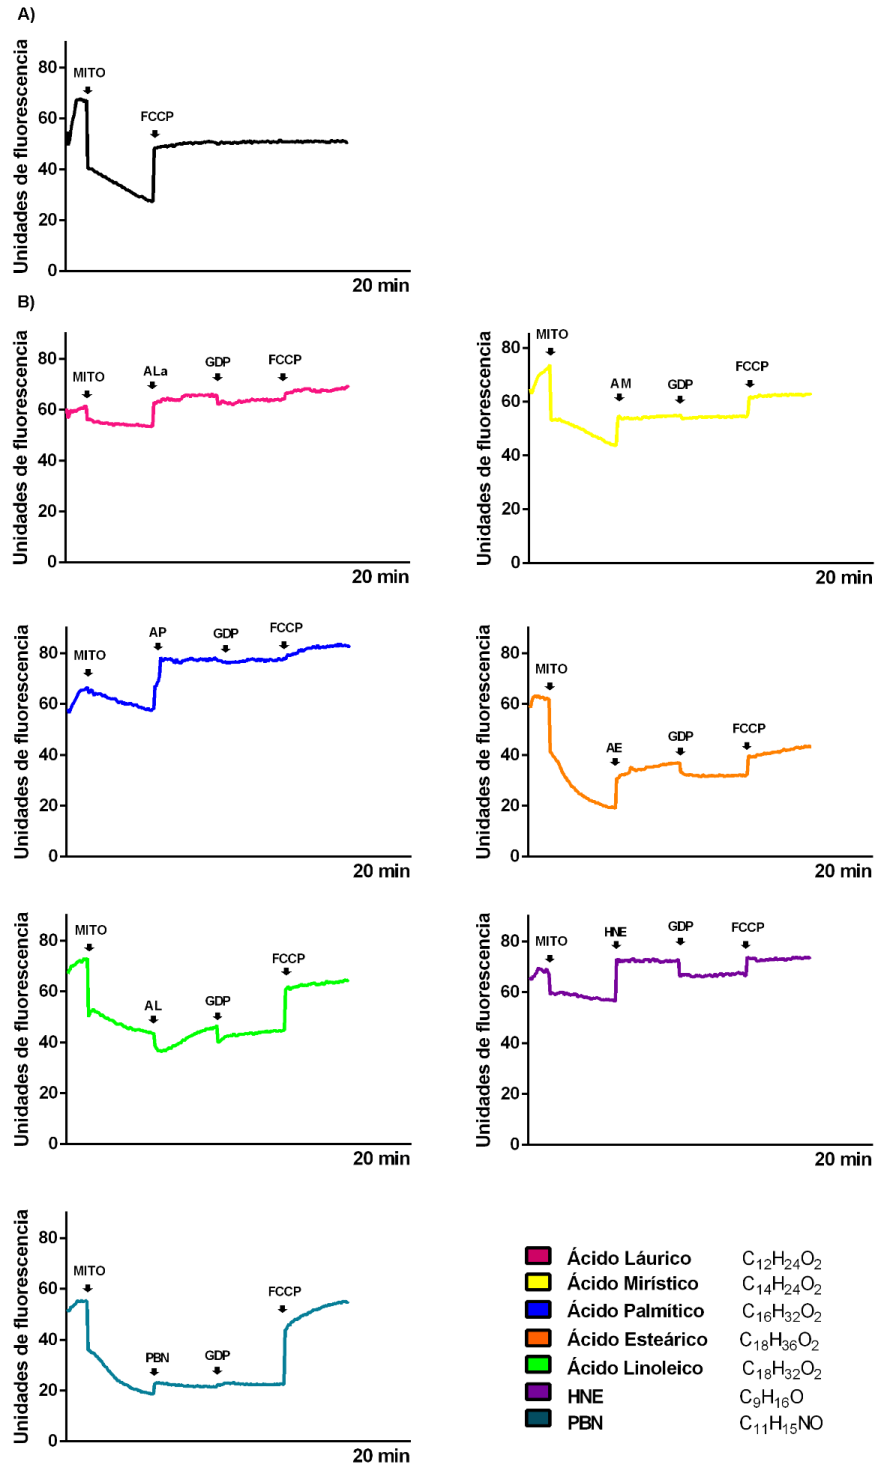 A)
Unidades de fluorescencia
80
60
40
20
0
MITO
FCCP
20 min
B)
Unidades de fluorescencia
80
60
40
20
0
MITO
ALa
GDP
FCCP
20 min
Unidades de fluorescencia
80
60
40
20
0
MITO
AM
GDP
FCCP
20 min
Unidades de fluorescencia
80
60
40
20
0
MITO
AP
GDP
FCCP
20 min
Unidades de fluorescencia
80
60
40
20
0
MITO
AE
GDP
FCCP
20 min
Unidades de fluorescencia
80
60
40
20
0
MITO
AL
GDP
FCCP
20 min
Unidades de fluorescencia
80
60
40
20
0
MITO
HNE
GDP
FCCP
20 min
Unidades de fluorescencia
80
60
40
20
0
MITO
PBN
GDP
FCCP
20 min
Ácido Láurico C₁₂H₂₄O₂
Ácido Mirístico C₁₄H₂₄O₂
Ácido Palmítico C₁₆H₃₂O₂
Ácido Esteárico C₁₈H₃₆O₂
Ácido Linoleico C₁₈H₃₂O₂
HNE C₉H₁₆O
PBN C₁₁H₁₅NO